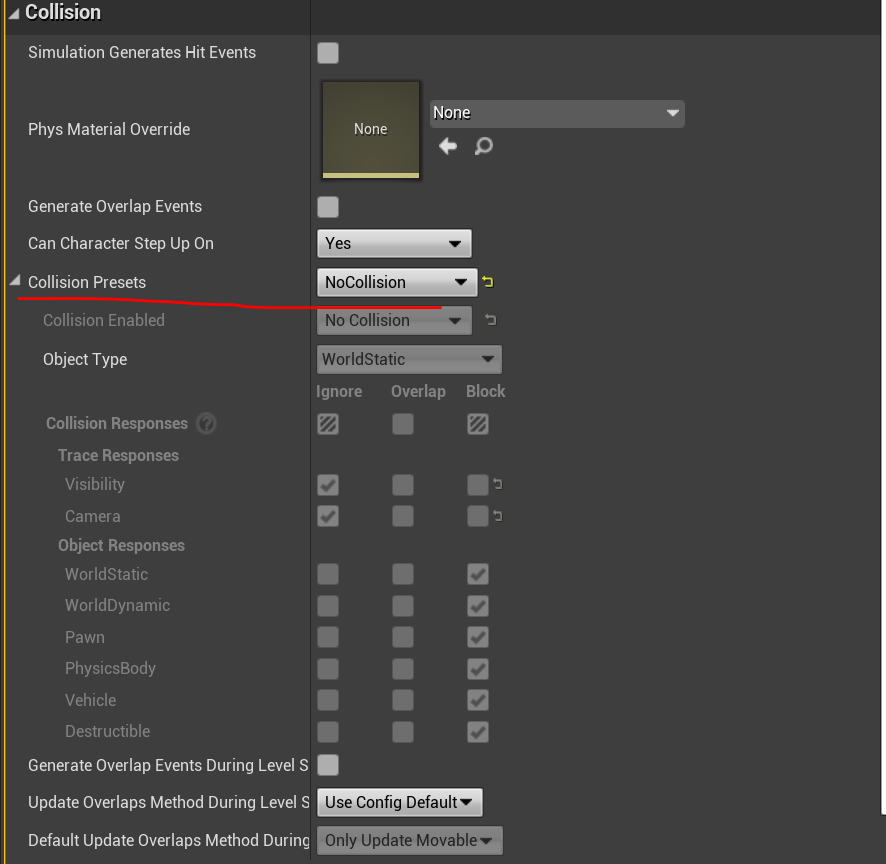 Collision
Simulation Generates Hit Events
Phys Material Override
None
None
Generate Overlap Events
Can Character Step Up On
Yes
Collision Presets
NoCollision
Collision Enabled
No Collision
Object Type
WorldStatic
Ignore Overlap Block
Collision Responses ?
Trace Responses
Visibility
Camera
Object Responses
WorldStatic
WorldDynamic
Pawn
PhysicsBody
Vehicle
Destructible
Generate Overlap Events During Level S
Update Overlaps Method During Level S
Use Config Default
Default Update Overlaps Method During
Only Update Movable